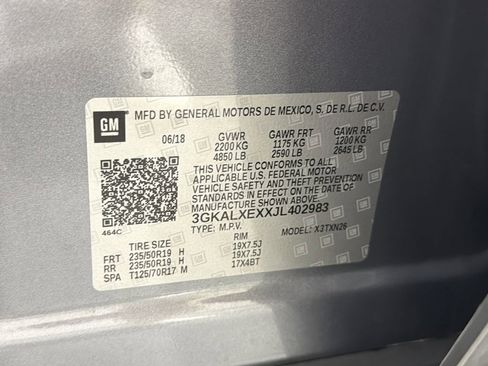 GM
MFD BY GENERAL MOTORS DE MEXICO, S. DE R.L. DE C.V.
06/18 GVWR GAWR FRT GAWR RR
2200 KG 1175 KG 1200 KG
4850 LB 2590 LB 2645 LB
THIS VEHICLE CONFORMS TO ALL
APPLICABLE U.S. FEDERAL MOTOR
VEHICLE SAFETY, BUMPER, AND
THEFT PREVENTION STANDARDS
IN EFFECT ON THE DATE OF
MANUFACTURE SHOWN ABOVE.
3GKALXEXXJL402983
464C TYPE: M.P.V. MODEL: X3TXN26
TIRE SIZE RIM
FRT 235/50R19 H 19X7.5J
RR 235/50R19 H 19X7.5J
SPA T125/70R17 M 17X4BT